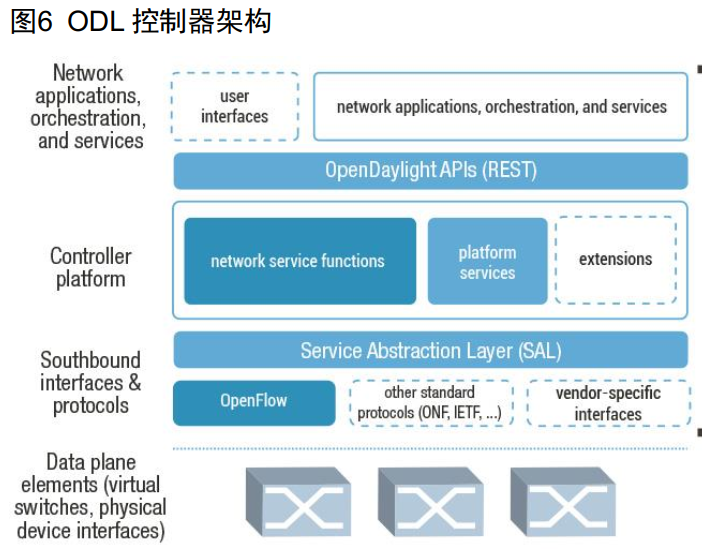 图6 ODL 控制器架构
Network
applications,
orchestration,
and services
user
interfaces
network applications, orchestration, and services
OpenDaylight APIs (REST)
Controller
platform
network service functions
platform
services
extensions
Service Abstraction Layer (SAL)
Southbound
interfaces &
protocols
OpenFlow
other standard
protocols (ONF, IETF, ...)
vendor-specific
interfaces
Data plane
elements (virtual
switches, physical
device interfaces)